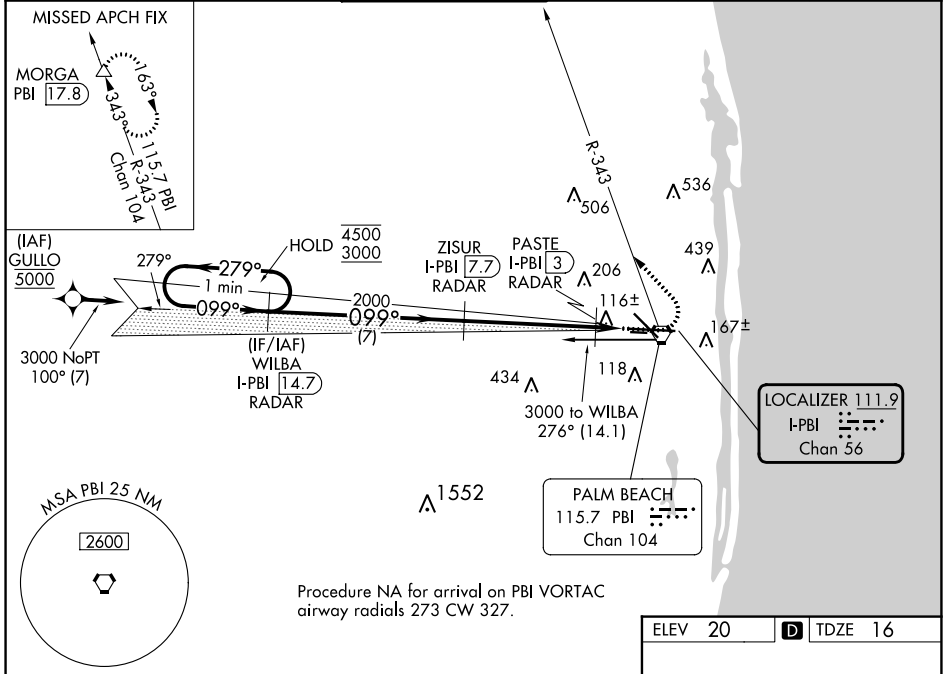 MISSED APCH FIX
MORGA
PBI 17.8
163°
343°
115.7 PBI
R-343
Chan 104
R-343
536
506
439
(IAF)
GULLO
5000
279°
HOLD
4500
3000
279°
1 min
099°
ZISUR
I-PBI 7.7
RADAR
PASTE
I-PBI 3
RADAR
206
116±
2000
099°
(7)
167±
3000 NoPT
100° (7)
(IF/IAF)
WILBA
I-PBI 14.7
RADAR
434
118
3000 to WILBA
276° (14.1)
LOCALIZER 111.9
I-PBI
Chan 56
1552
PALM BEACH
115.7 PBI
Chan 104
MSA PBI 25 NM
2600
Procedure NA for arrival on PBI VORTAC
airway radials 273 CW 327.
ELEV 20 D TDZE 16